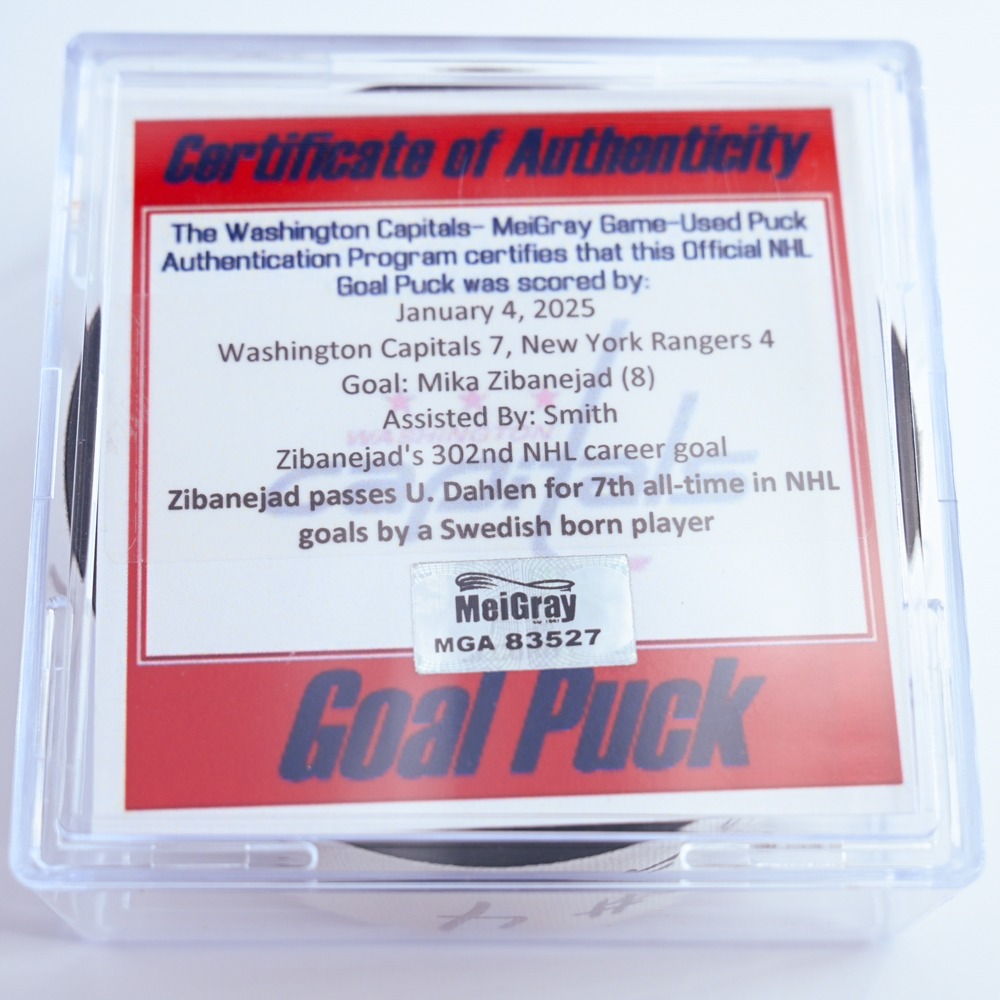 Certificate of Authenticity
The Washington Capitals- MeiGray Game-Used Puck
Authentication Program certifies that this Official NHL
Goal Puck was scored by:
January 4, 2025
Washington Capitals 7, New York Rangers 4
Goal: Mika Zibanejad (8)
Assisted By: Smith
WASHINGTON
capitals
Zibanejad's 302nd NHL career goal
Zibanejad passes U. Dahlen for 7th all-time in NHL
goals by a Swedish born player
MeiGray
MGA 83527
Goal Puck
#4